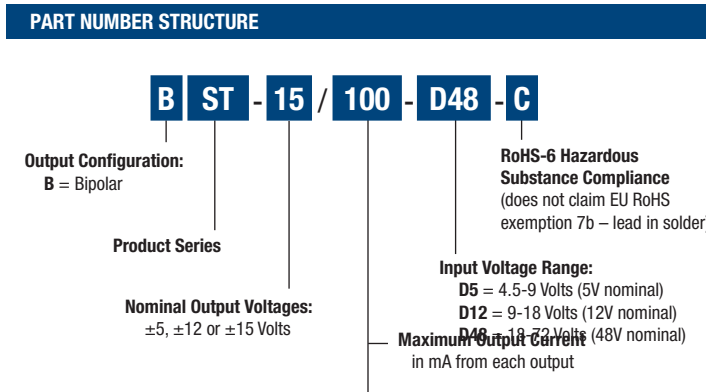 PART NUMBER STRUCTURE
B ST - 15 / 100 - D48 - C
Output Configuration:
B = Bipolar
Product Series
Nominal Output Voltages:
±5, ±12 or ±15 Volts
RoHS-6 Hazardous
Substance Compliance
(does not claim EU RoHS
exemption 7b – lead in solder)
Input Voltage Range:
D5 = 4.5-9 Volts (5V nominal)
D12 = 9-18 Volts (12V nominal)
D48 = 18-72 Volts (48V nominal)
Maximum Output Current
in mA from each output